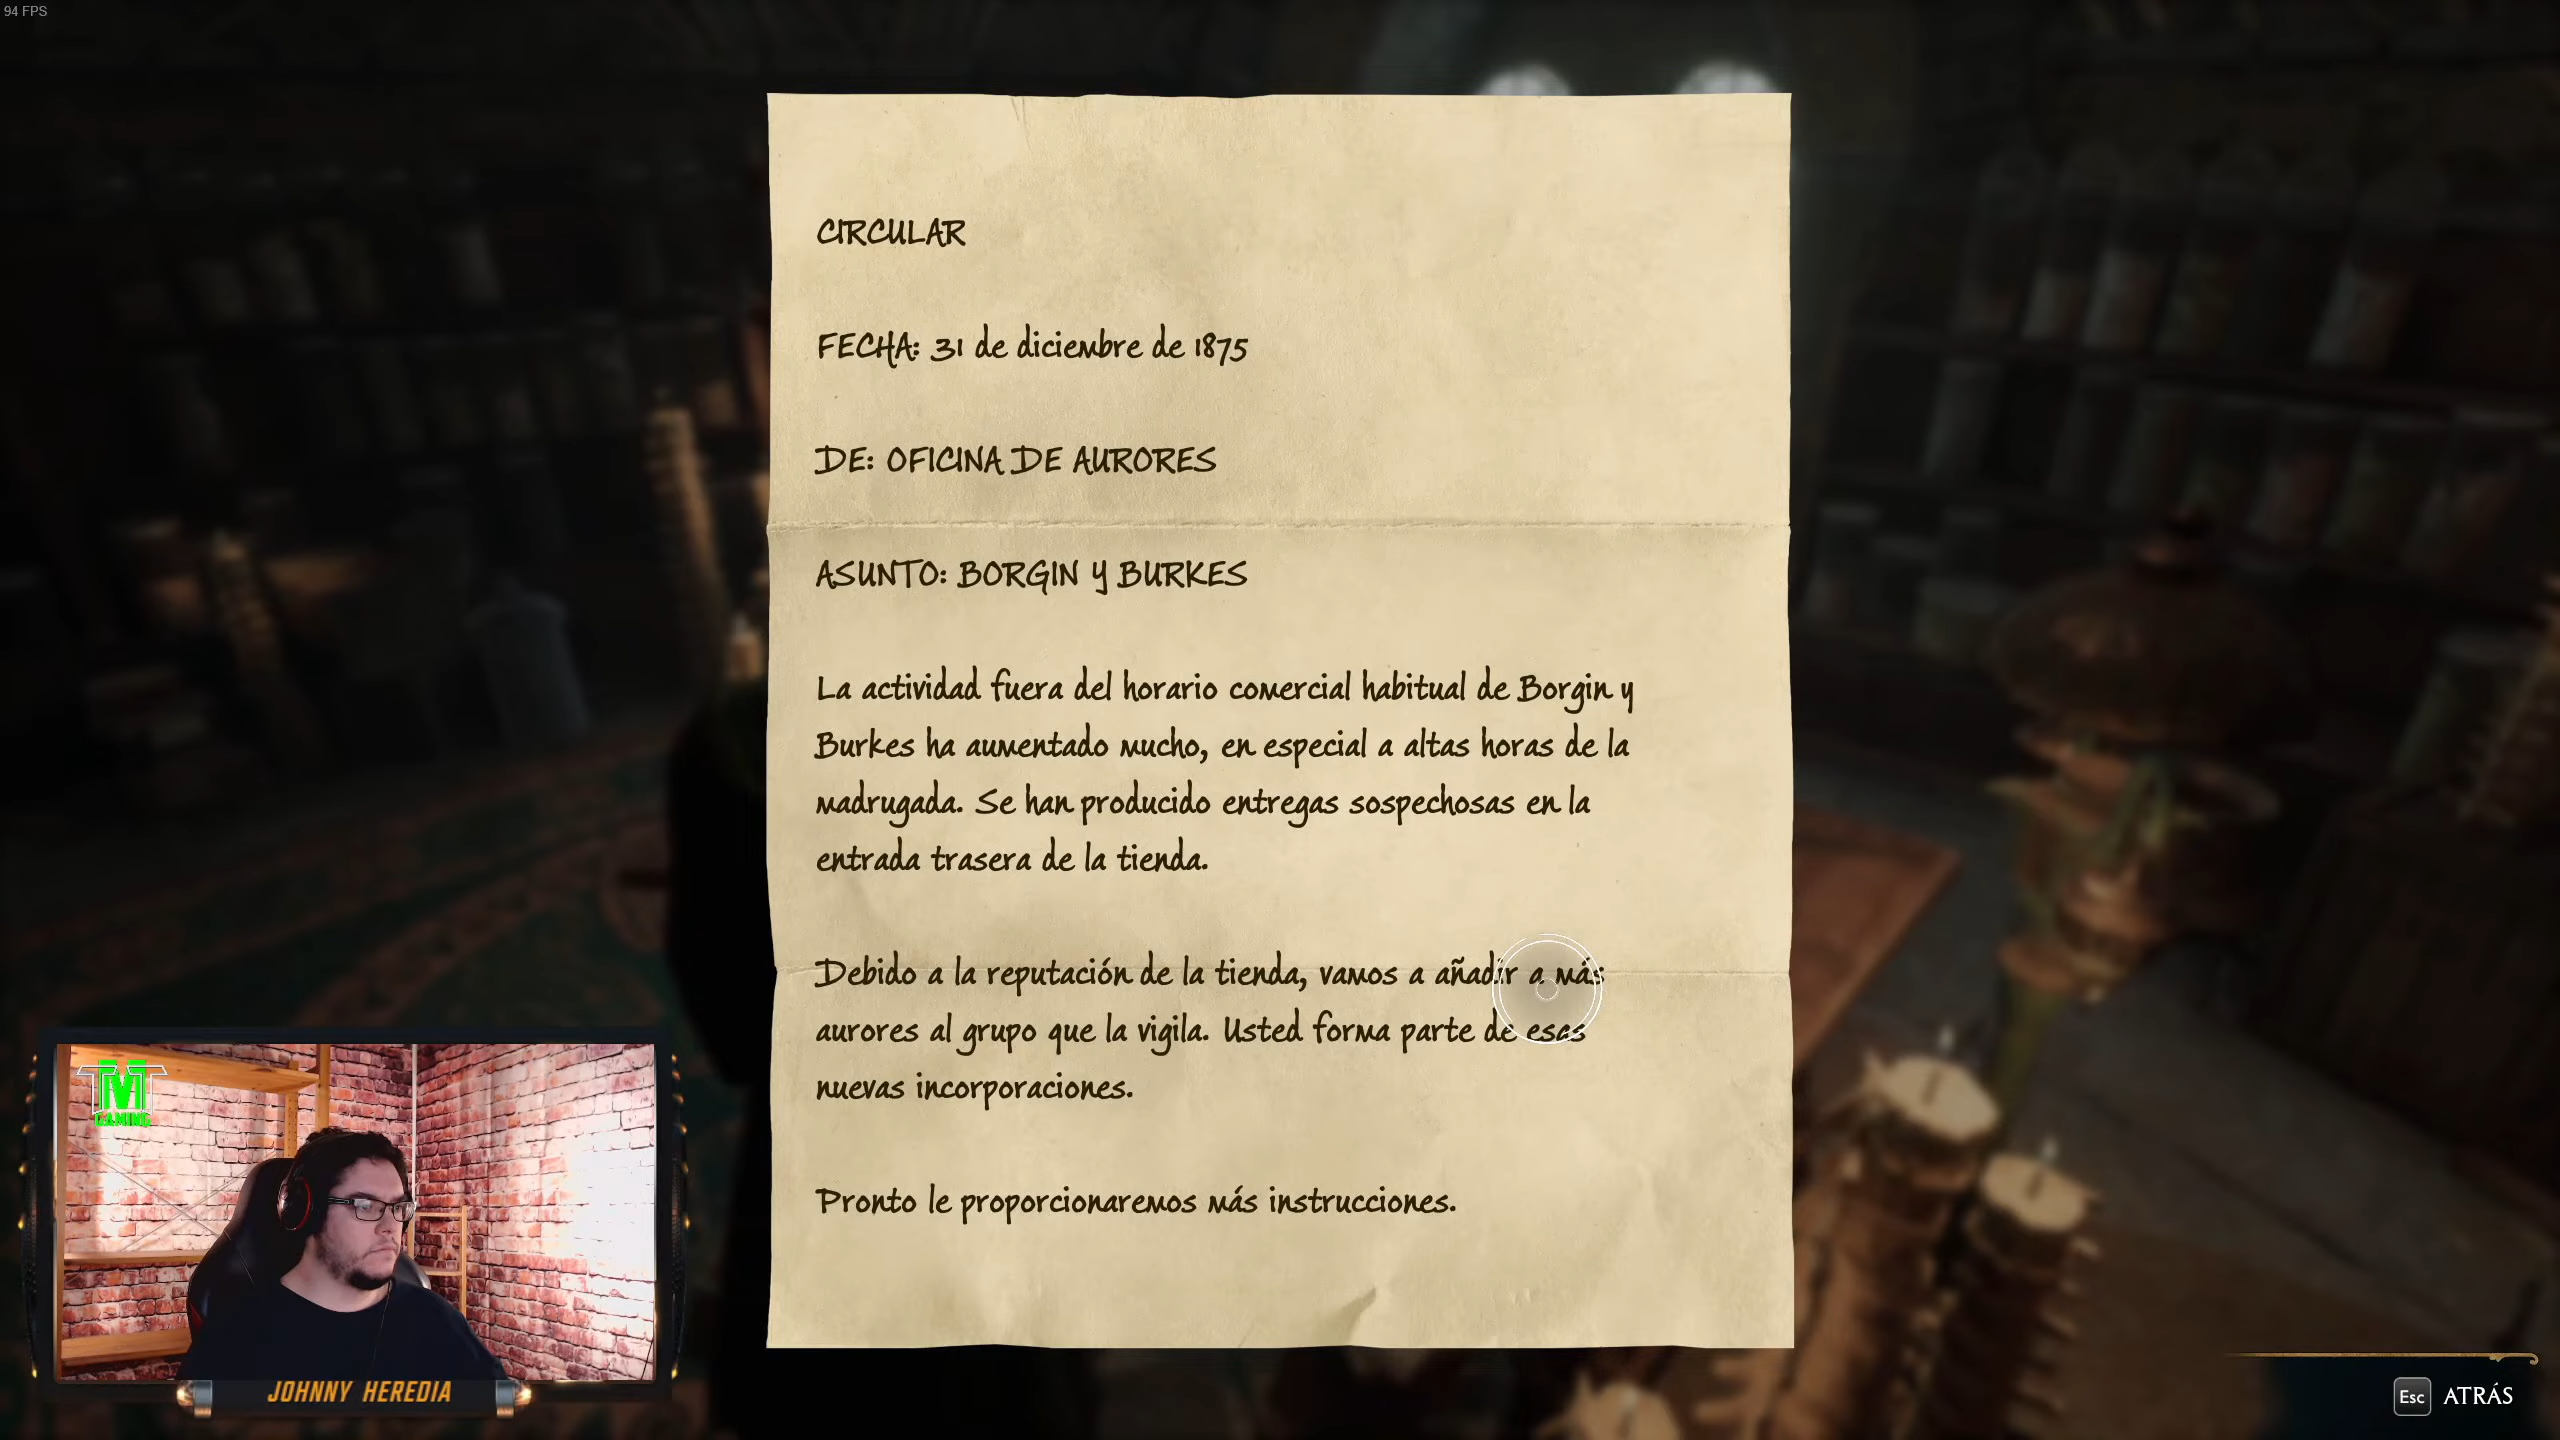 94 FPS
CIRCULAR
FECHA: 31 de diciembre de 1875
DE: OFICINA DE AURORES
ASUNTO: BORGIN Y BURKES
La actividad fuera del horario comercial habitual de Borgin y
Burkes ha aumentado mucho, en especial a altas horas de la
madrugada. Se han producido entregas sospechosas en la
entrada trasera de la tienda.
Debido a la reputación de la tienda, vamos a añadir a más
aurores al grupo que la vigila. Usted forma parte de esas
nuevas incorporaciones.
Pronto le proporcionaremos más instrucciones.
TMT
GAMING
JOHNNY HEREDIA
Esc ATRÁS